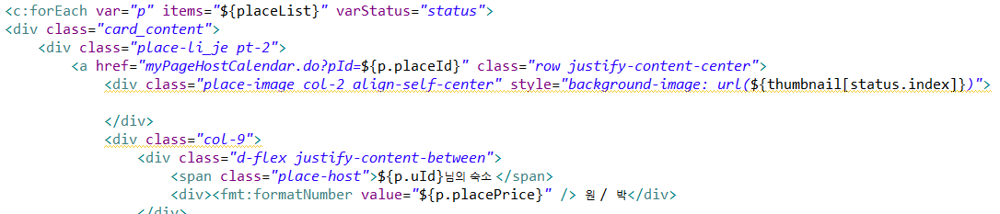 <c:forEach var="p" items="${placeList}" varStatus="status">
<div class="card_content">
<div class="place-li_je pt-2">
<a href="myPageHostCalendar.do?pId=${p.placeId}" class="row justify-content-center">
<div class="place-image col-2 align-self-center" style="background-image: url(${thumbnail[status.index]})">
</div>
<div class="col-9">
<div class="d-flex justify-content-between">
<span class="place-host">${p.uId}님의 숙소</span>
<div><fmt:formatNumber value="${p.placePrice}" /> 원 / 박</div>
</div>